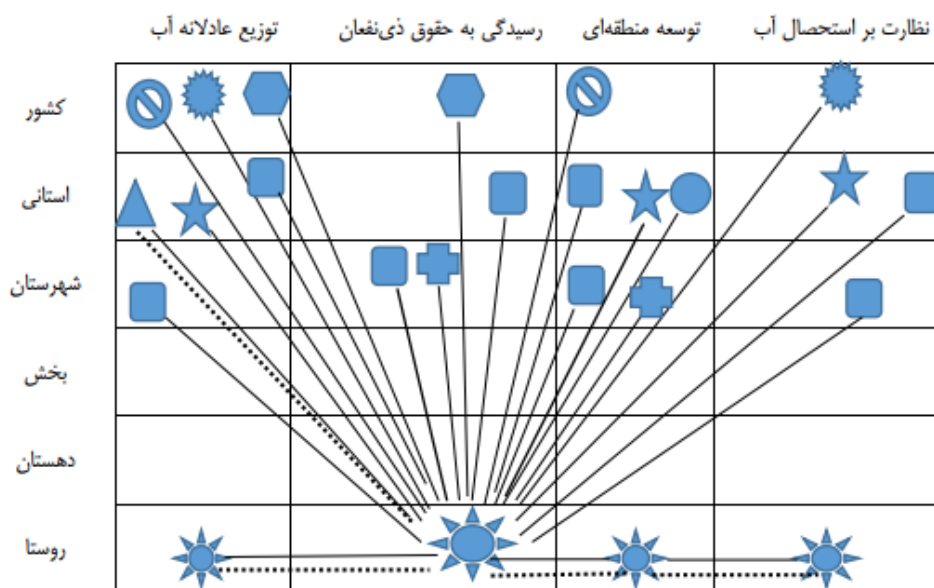 نظارت بر استحصال آب
توسعه منطقه‌ای
رسیدگی به حقوق ذی‌نفعان
توزیع عادلانه آب
کشور
استانی
شهرستان
بخش
دهستان
روستا